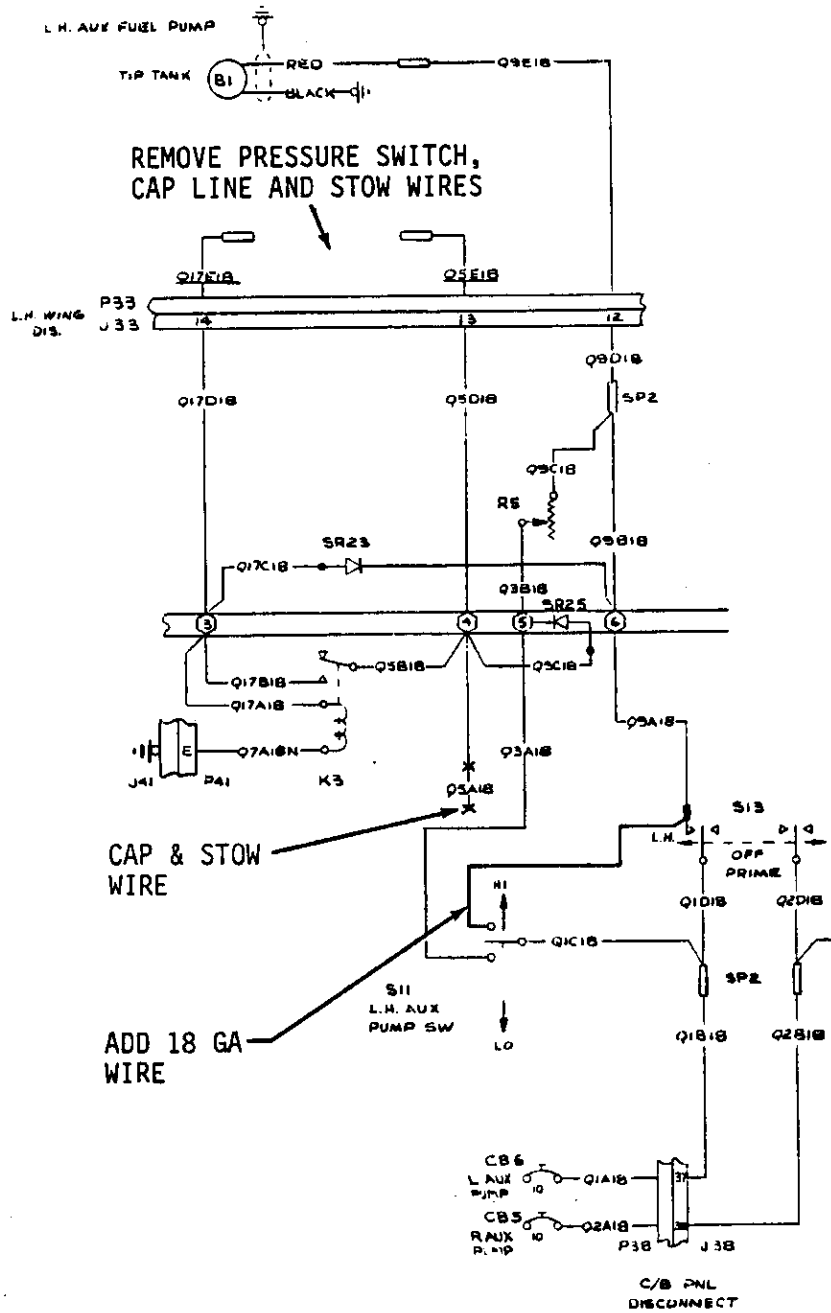 L.H. AUX FUEL PUMP
TIP TANK
B1
RED
Q9E18
BLACK
REMOVE PRESSURE SWITCH,
CAP LINE AND STOW WIRES
Q17E18
Q5E18
L.H. WING
DIS.
P33
J33
14
13
12
Q17D18
Q5D18
Q9D18
SP2
Q9C18
R5
Q9B18
SR23
Q17C18
Q3B18
SR25
3
4
5
6
Q17B18
Q5B18
Q5C18
Q17A18
Q9A18
J41
E
P41
Q7A18N
K3
Q3A18
Q5A18
CAP & STOW
WIRE
S13
L.H.
OFF
PRIME
HI
Q1D18
Q2D18
Q1C18
SP2
S11
L.H. AUX
PUMP SW
LO
ADD 18 GA
WIRE
Q1B18
Q2B18
CB6
L AUX
PUMP
10
Q1A18
37
CB5
R AUX
PUMP
10
Q2A18
P38
J38
C/B PNL
DISCONNECT